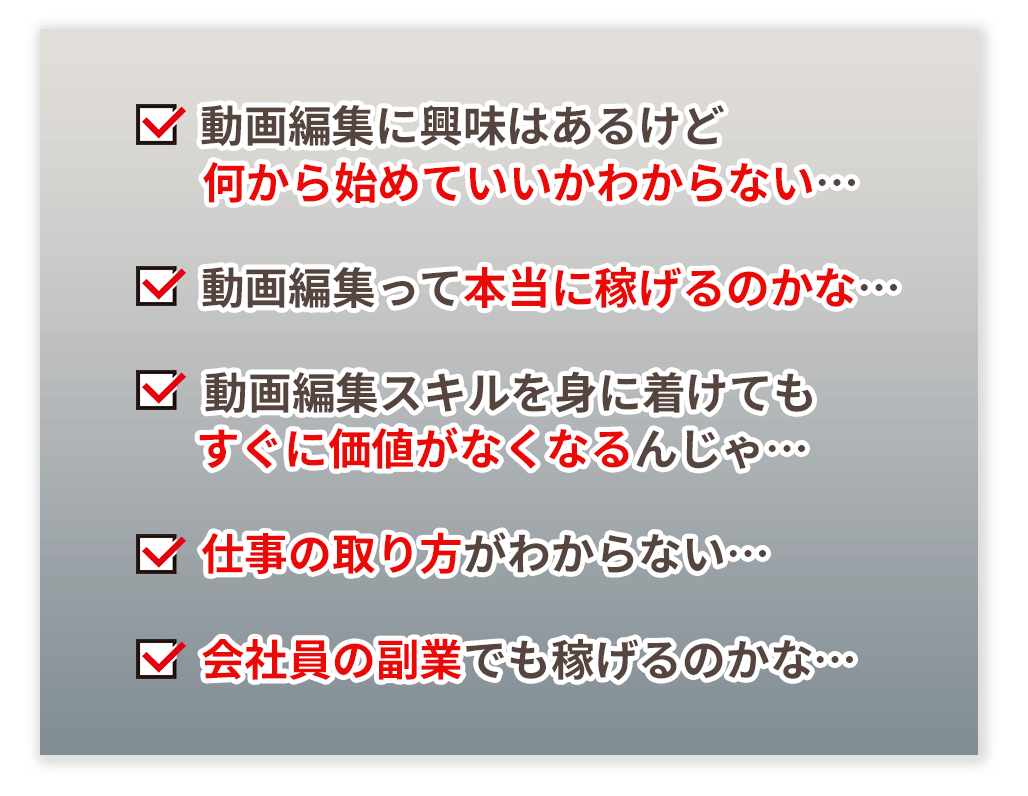 動画編集に興味はあるけど
何から始めていいかわからない…
動画編集って本当に稼げるのかな…
動画編集スキルを身に着けても
すぐに価値がなくなるんじゃ…
仕事の取り方がわからない…
会社員の副業でも稼げるのかな…